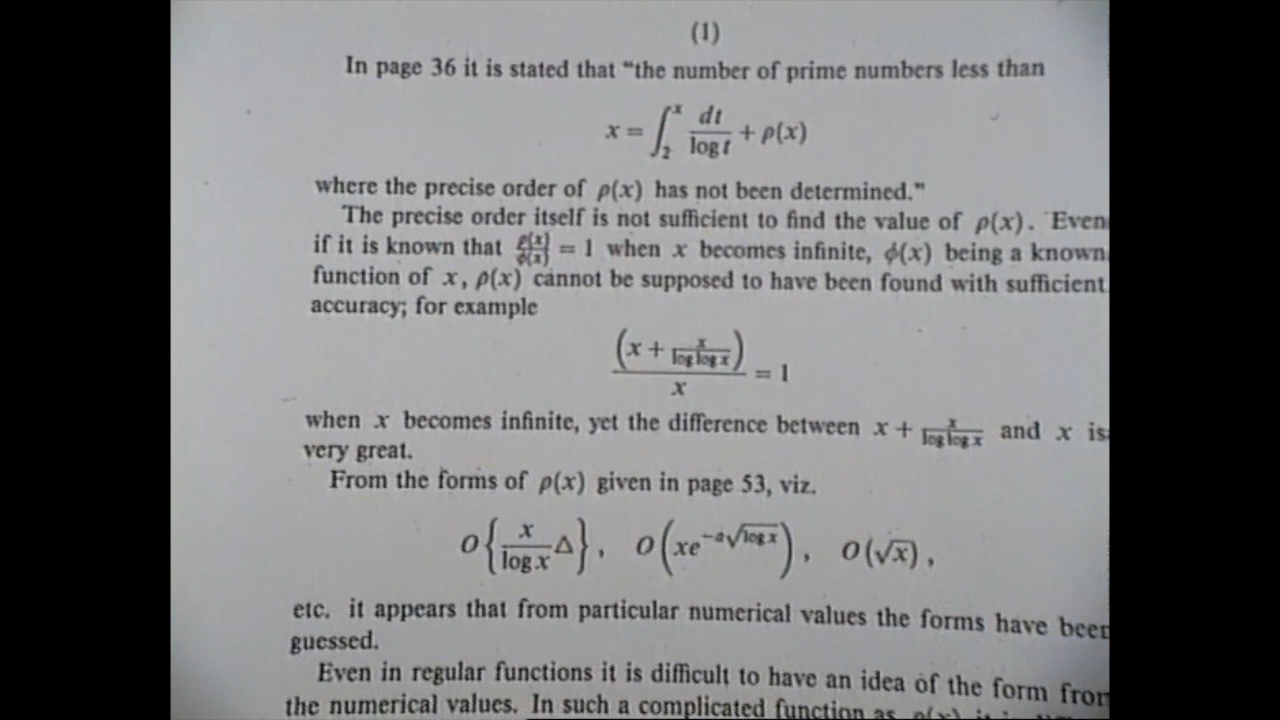 (1)
In page 36 it is stated that "the number of prime numbers less than
x = ∫₂ˣ dt/log t + ρ(x)
where the precise order of ρ(x) has not been determined."
The precise order itself is not sufficient to find the value of ρ(x). Even
if it is known that ρ(x)/φ(x) = 1 when x becomes infinite, φ(x) being a known
function of x, ρ(x) cannot be supposed to have been found with sufficient
accuracy; for example
(x + x/log log x)/x = 1
when x becomes infinite, yet the difference between x + x/log log x and x is
very great.
From the forms of ρ(x) given in page 53, viz.
O{x/log x Δ}, O(xe^(-a√log x)), O(√x),
etc. it appears that from particular numerical values the forms have been
guessed.
Even in regular functions it is difficult to have an idea of the form from
the numerical values. In such a complicated function as ρ(x) it is